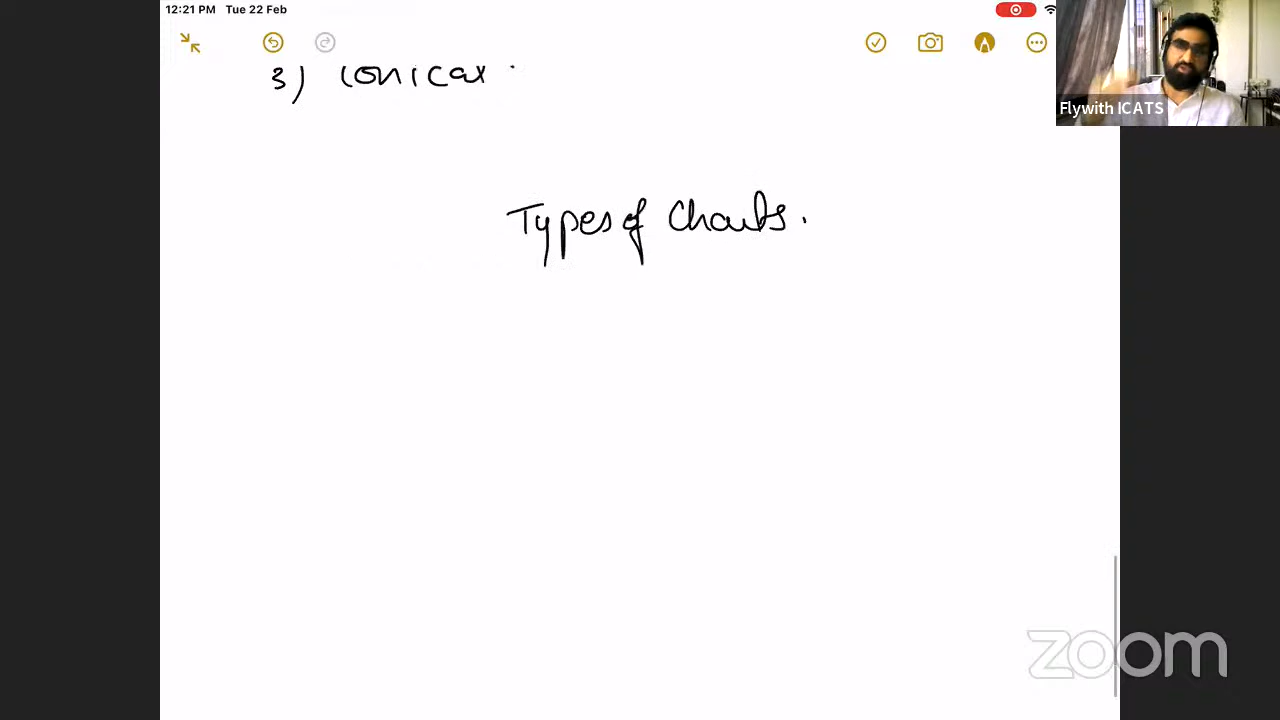 12:21 PM Tue 22 Feb
3) Conical.
Flywith ICATS
Types of Charts.
zoom